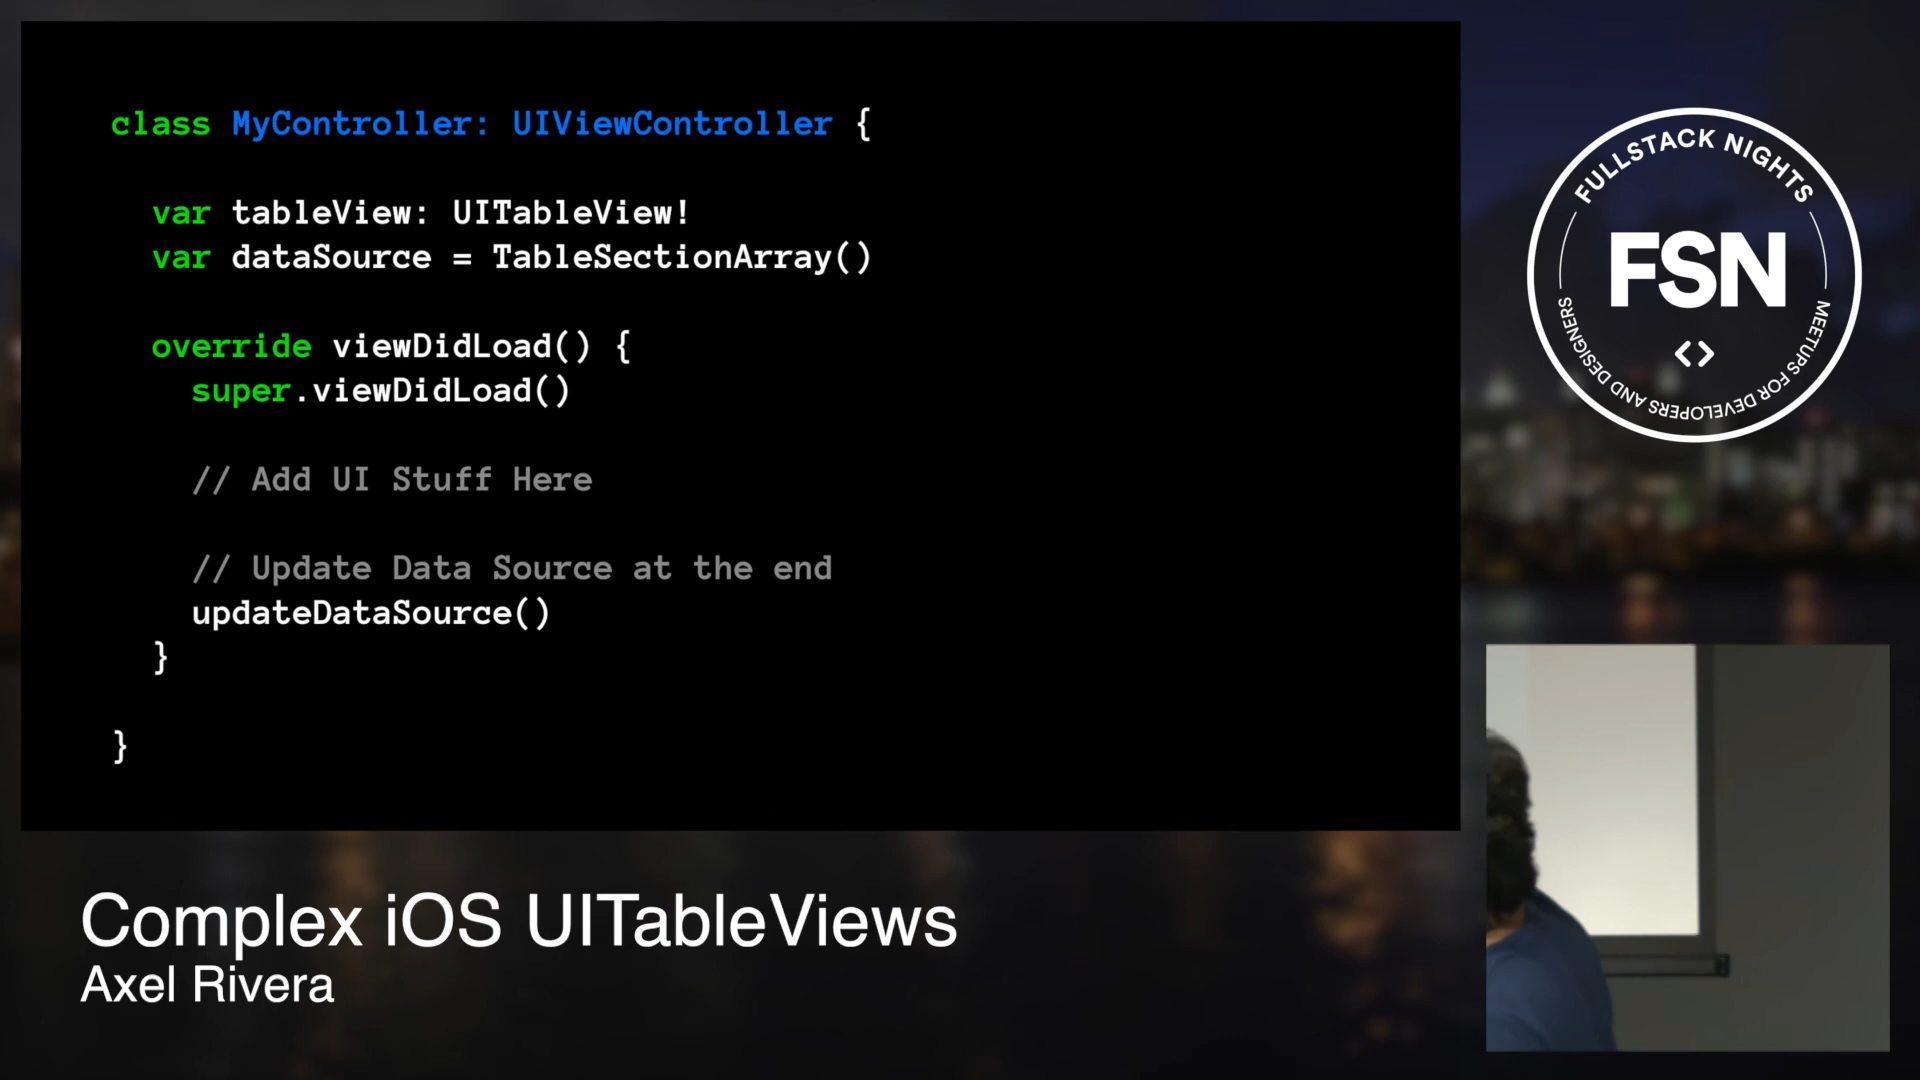 class MyController: UIViewController {
var tableView: UITableView!
var dataSource = TableSectionArray()
override viewDidLoad() {
super.viewDidLoad()
// Add UI Stuff Here
// Update Data Source at the end
updateDataSource()
}
}
FULLSTACK NIGHTS
FSN
<>
MEETUPS FOR DEVELOPERS AND DESIGNERS
Complex iOS UITableViews
Axel Rivera